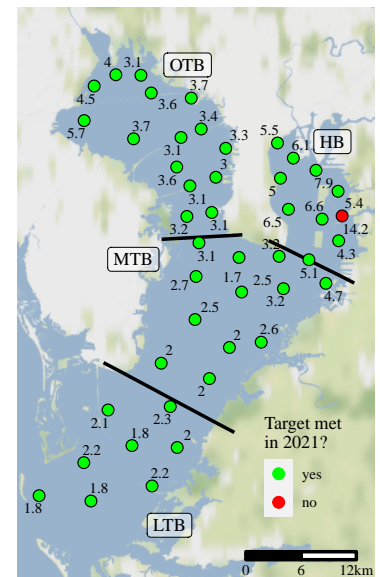 4 3.1 OTB
4.5 3.6 3.7
5.7 3.7 3.1 3.4 3.3 5.5 HB
6.1
3.6 3 5 7.9
3.1 5.4
3.2 3.1 6.5 6.6 14.2
MTB 3.1 3.2 4.3
5.1
2.7 1.7 2.5 3.2 4.7
2.5
2 2.6
2 2
2.3
2.1
1.8 2
2.2
2.2
1.8 1.8
LTB
Target met
in 2021?
yes
no
0 6 12km